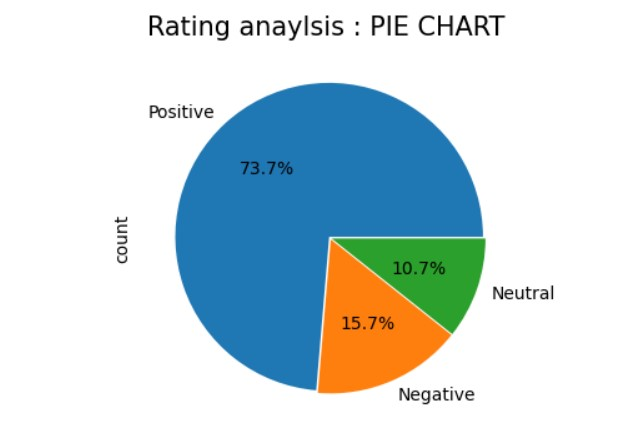 Rating anaylsis : PIE CHART
Positive
73.7%
count
10.7%
Neutral
15.7%
Negative